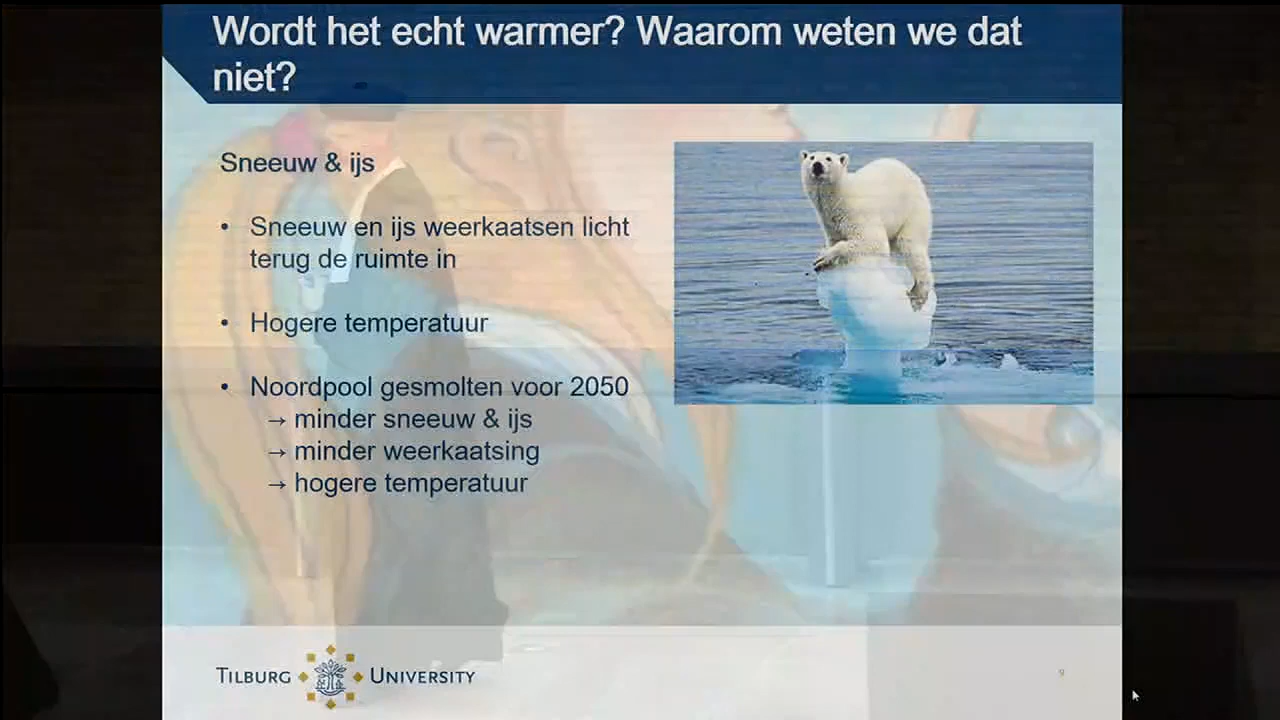 Wordt het echt warmer? Waarom weten we dat
niet?
Sneeuw & ijs
• Sneeuw en ijs weerkaatsen licht
terug de ruimte in
• Hogere temperatuur
• Noordpool gesmolten voor 2050
→ minder sneeuw & ijs
→ minder weerkaatsing
→ hogere temperatuur
TILBURG UNIVERSITY
9